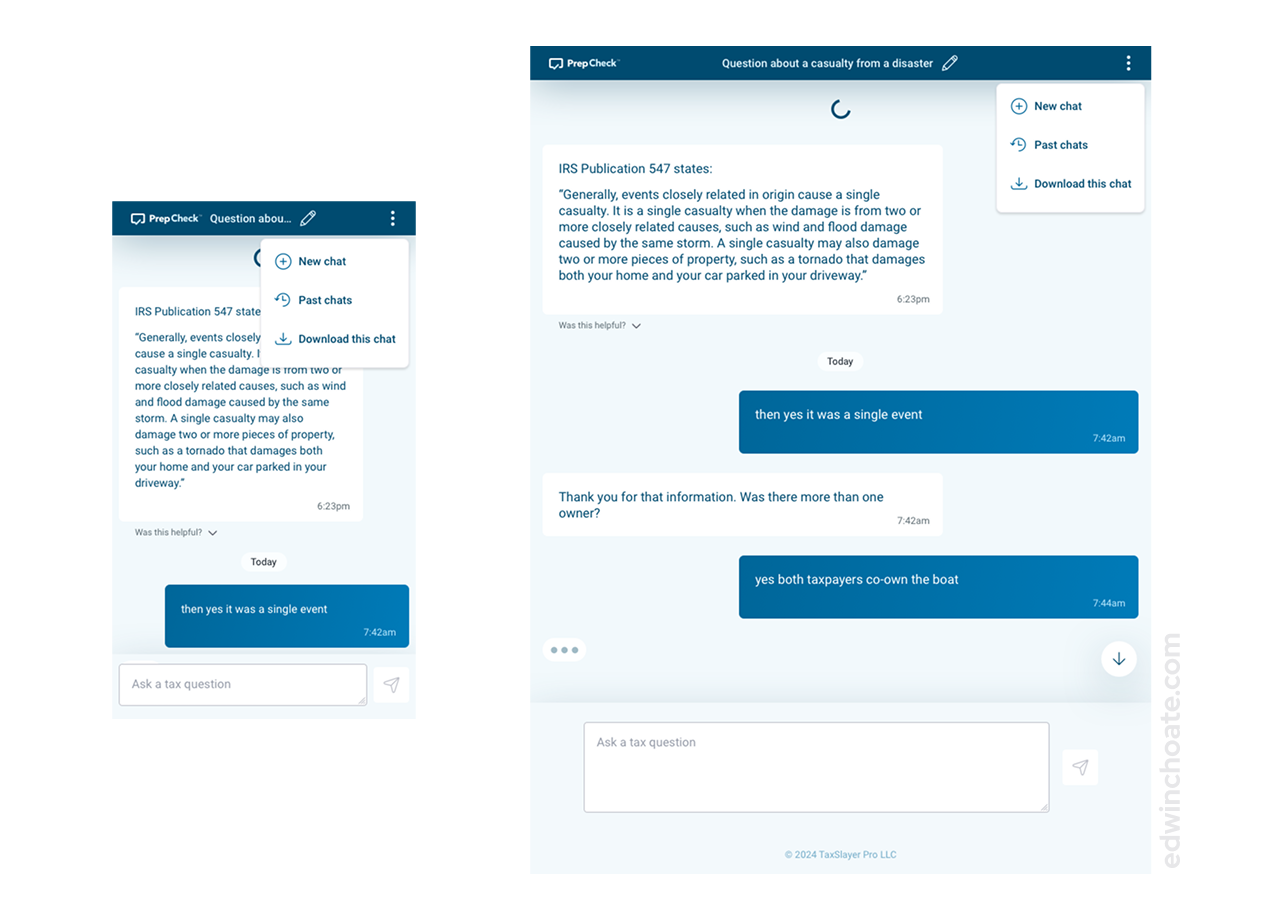 PrepCheck™ Question abou...
New chat
Past chats
Download this chat
IRS Publication 547 state
“Generally, events closely
cause a single casualty. It
casualty when the damage is from two or
more closely related causes, such as wind
and flood damage caused by the same
storm. A single casualty may also
damage two or more pieces of property,
such as a tornado that damages both
your home and your car parked in your
driveway.”
6:23pm
Was this helpful?
Today
then yes it was a single event
7:42am
Ask a tax question
PrepCheck™ Question about a casualty from a disaster
New chat
Past chats
Download this chat
IRS Publication 547 states:
“Generally, events closely related in origin cause a single
casualty. It is a single casualty when the damage is from two or
more closely related causes, such as wind and flood damage
caused by the same storm. A single casualty may also damage
two or more pieces of property, such as a tornado that damages
both your home and your car parked in your driveway.”
6:23pm
Was this helpful?
Today
then yes it was a single event
7:42am
Thank you for that information. Was there more than one
owner?
7:42am
yes both taxpayers co-own the boat
7:44am
Ask a tax question
© 2024 TaxSlayer Pro LLC
edwinchoate.com